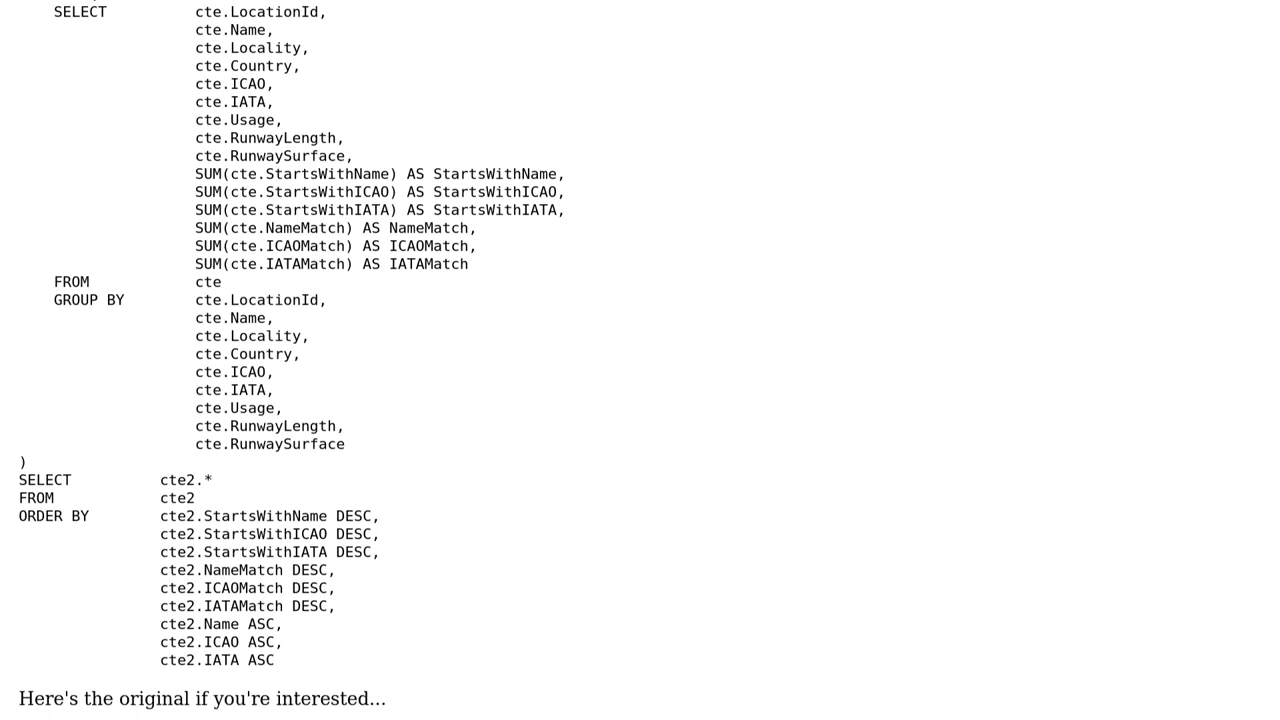 SELECT cte.LocationId,
cte.Name,
cte.Locality,
cte.Country,
cte.ICAO,
cte.IATA,
cte.Usage,
cte.RunwayLength,
cte.RunwaySurface,
SUM(cte.StartsWithName) AS StartsWithName,
SUM(cte.StartsWithICAO) AS StartsWithICAO,
SUM(cte.StartsWithIATA) AS StartsWithIATA,
SUM(cte.NameMatch) AS NameMatch,
SUM(cte.ICAOMatch) AS ICAOMatch,
SUM(cte.IATAMatch) AS IATAMatch
FROM cte
GROUP BY cte.LocationId,
cte.Name,
cte.Locality,
cte.Country,
cte.ICAO,
cte.IATA,
cte.Usage,
cte.RunwayLength,
cte.RunwaySurface
)
SELECT cte2.*
FROM cte2
ORDER BY cte2.StartsWithName DESC,
cte2.StartsWithICAO DESC,
cte2.StartsWithIATA DESC,
cte2.NameMatch DESC,
cte2.ICAOMatch DESC,
cte2.IATAMatch DESC,
cte2.Name ASC,
cte2.ICAO ASC,
cte2.IATA ASC
Here's the original if you're interested...